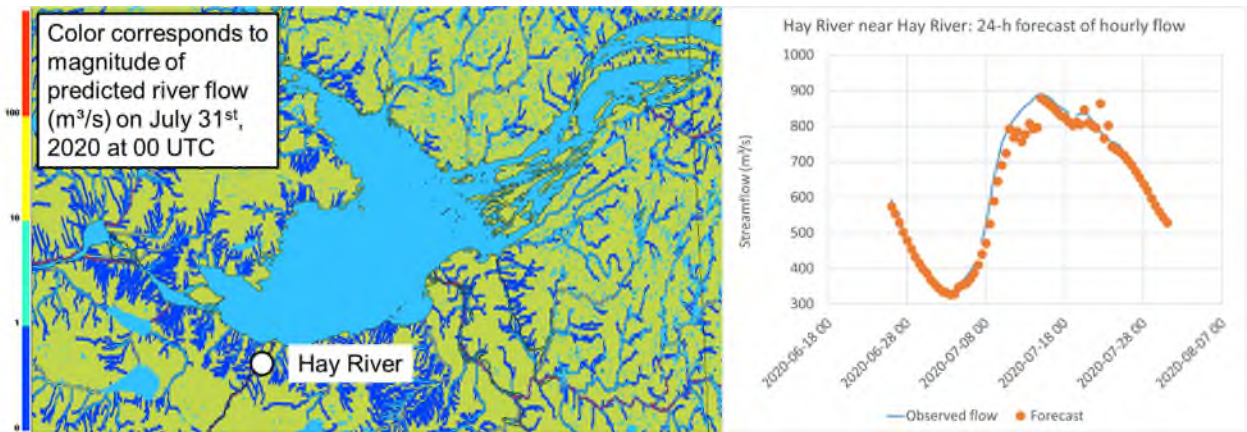 Color corresponds to
magnitude of
predicted river flow
(m³/s) on July 31st,
2020 at 00 UTC
100
10
1
0
Hay River
Hay River near Hay River: 24-h forecast of hourly flow
Streamflow (m³/s)
1000
900
800
700
600
500
400
300
2020-06-18 00
2020-06-28 00
2020-07-08 00
2020-07-18 00
2020-07-28 00
2020-08-07 00
Observed flow
Forecast